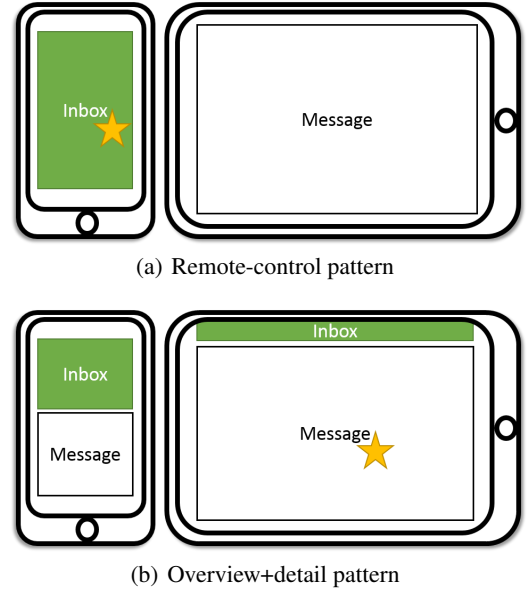 Inbox
Message
(a) Remote-control pattern
Inbox
Inbox
Message
Message
(b) Overview+detail pattern